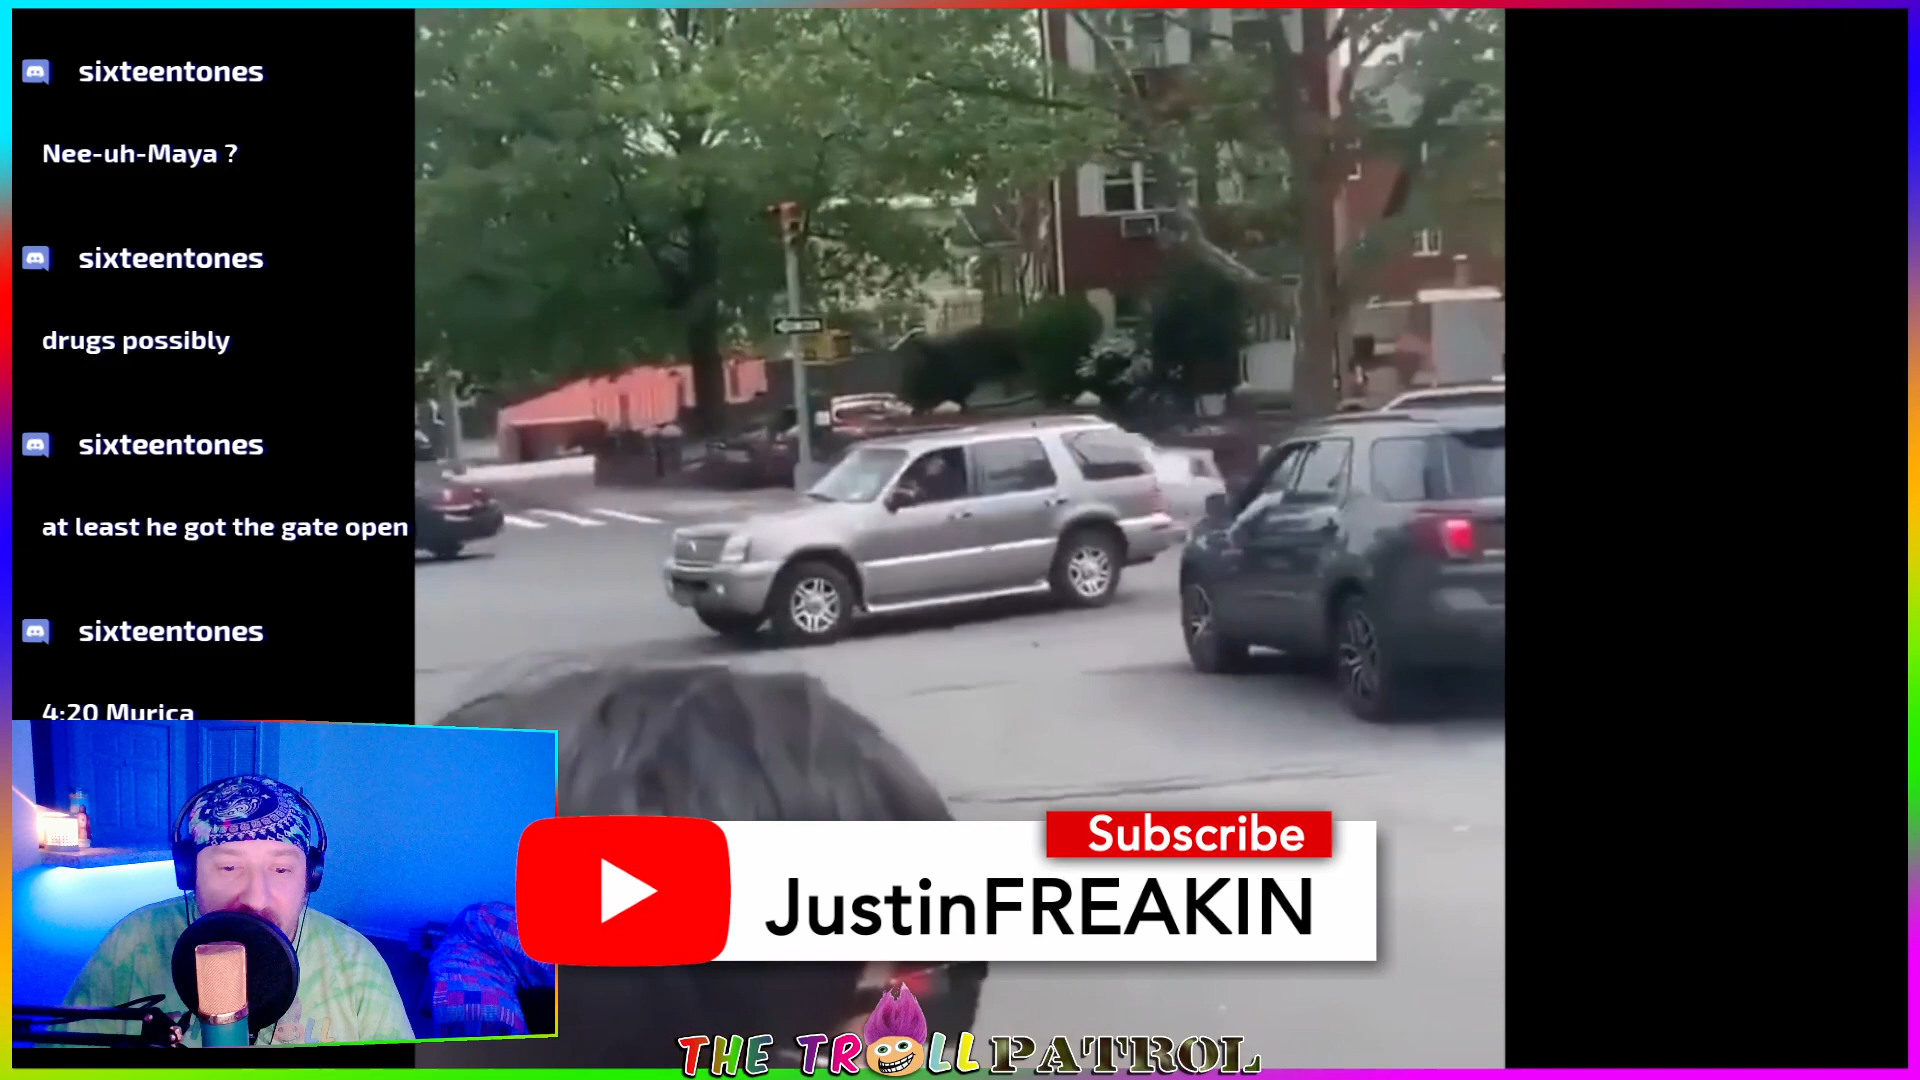 sixteentones
Nee-uh-Maya ?
sixteentones
drugs possibly
sixteentones
at least he got the gate open
sixteentones
4:20 Murica
Subscribe
JustinFREAKIN
THE TROLL PATROL